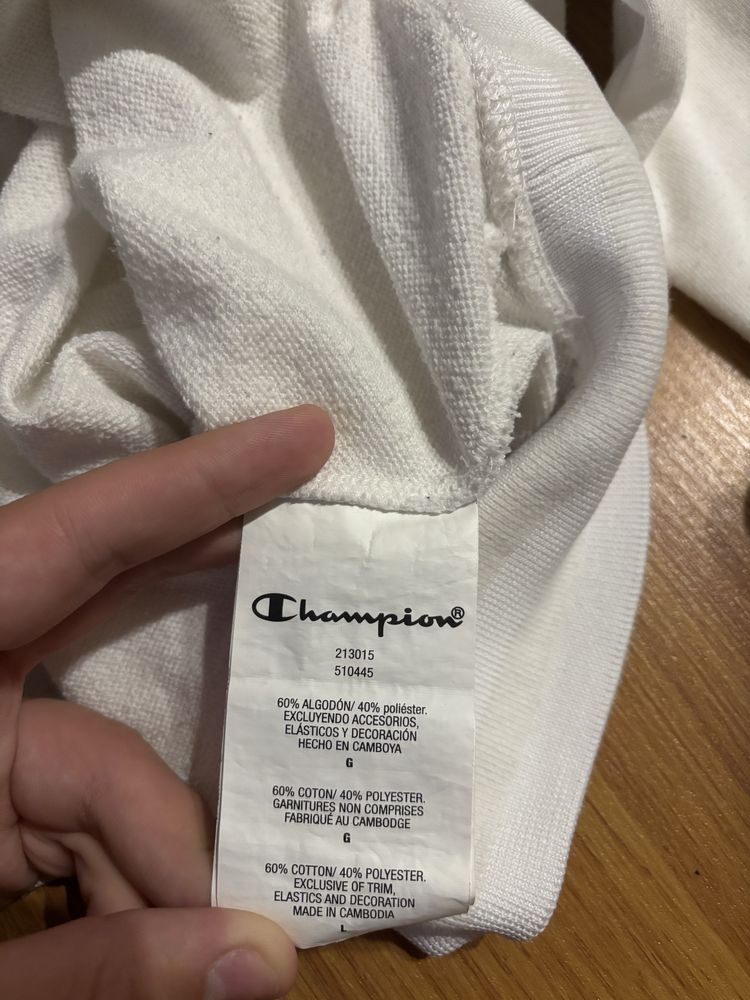 Champion®
213015
510445
60% ALGODÓN/ 40% poliéster.
EXCLUYENDO ACCESORIOS,
ELÁSTICOS Y DECORACIÓN
HECHO EN CAMBOYA
G
60% COTON/ 40% POLYESTER.
GARNITURES NON COMPRISES
FABRIQUÉ AU CAMBODGE
G
60% COTTON/ 40% POLYESTER.
EXCLUSIVE OF TRIM,
ELASTICS AND DECORATION
MADE IN CAMBODIA
L